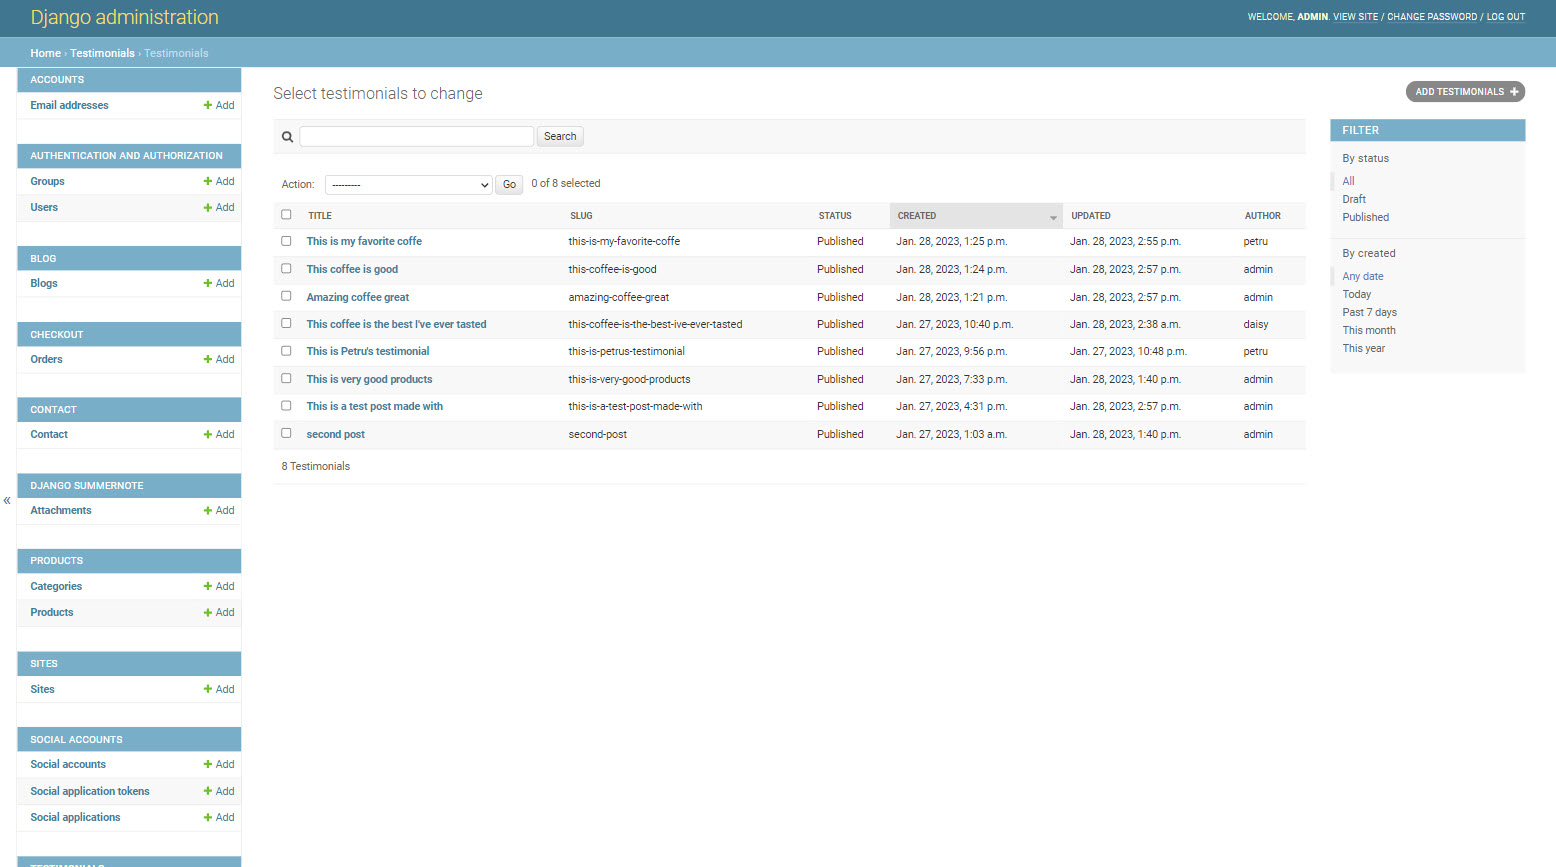 Django administration
WELCOME, ADMIN. VIEW SITE / CHANGE PASSWORD / LOG OUT
Home › Testimonials › Testimonials
ACCOUNTS
Email addresses + Add
AUTHENTICATION AND AUTHORIZATION
Groups + Add
Users + Add
BLOG
Blogs + Add
CHECKOUT
Orders + Add
CONTACT
Contact + Add
DJANGO SUMMERNOTE
Attachments + Add
PRODUCTS
Categories + Add
Products + Add
SITES
Sites + Add
SOCIAL ACCOUNTS
Social accounts + Add
Social application tokens + Add
Social applications + Add
TESTIMONIALS
«
Select testimonials to change
ADD TESTIMONIALS +
Search
Action: --------- Go 0 of 8 selected
TITLE SLUG STATUS CREATED UPDATED AUTHOR
This is my favorite coffe this-is-my-favorite-coffe Published Jan. 28, 2023, 1:25 p.m. Jan. 28, 2023, 2:55 p.m. petru
This coffee is good this-coffee-is-good Published Jan. 28, 2023, 1:24 p.m. Jan. 28, 2023, 2:57 p.m. admin
Amazing coffee great amazing-coffee-great Published Jan. 28, 2023, 1:21 p.m. Jan. 28, 2023, 2:57 p.m. admin
This coffee is the best I've ever tasted this-coffee-is-the-best-ive-ever-tasted Published Jan. 27, 2023, 10:40 p.m. Jan. 28, 2023, 2:38 a.m. daisy
This is Petru's testimonial this-is-petrus-testimonial Published Jan. 27, 2023, 9:56 p.m. Jan. 27, 2023, 10:48 p.m. petru
This is very good products this-is-very-good-products Published Jan. 27, 2023, 7:33 p.m. Jan. 28, 2023, 1:40 p.m. admin
This is a test post made with this-is-a-test-post-made-with Published Jan. 27, 2023, 4:31 p.m. Jan. 28, 2023, 2:57 p.m. admin
second post second-post Published Jan. 27, 2023, 1:03 a.m. Jan. 28, 2023, 1:40 p.m. admin
8 Testimonials
FILTER
By status
All
Draft
Published
By created
Any date
Today
Past 7 days
This month
This year